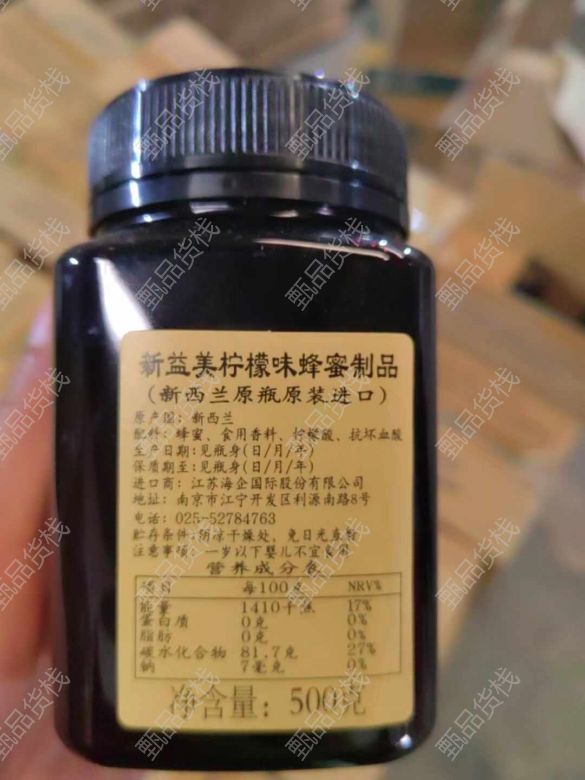 新益美柠檬味蜂蜜制品
(新西兰原瓶原装进口)
原产国:新西兰
配料:蜂蜜、食用香料、柠檬酸、抗坏血酸
生产日期:见瓶身(日/月/年)
保质期至:见瓶身(日/月/年)
进口商:江苏海企国际股份有限公司
地址:南京市江宁开发区利源南路8号
电话:025-52784763
贮存条件:阴凉干燥处,免日光直射
注意事项:一岁以下婴儿不宜食用
营养成分表
项目 每100克 NRV%
能量 1410千焦 17%
蛋白质 0克 0%
脂肪 0克 0%
碳水化合物 81.7克 27%
钠 7毫克 0%
净含量:500克
甄品货栈